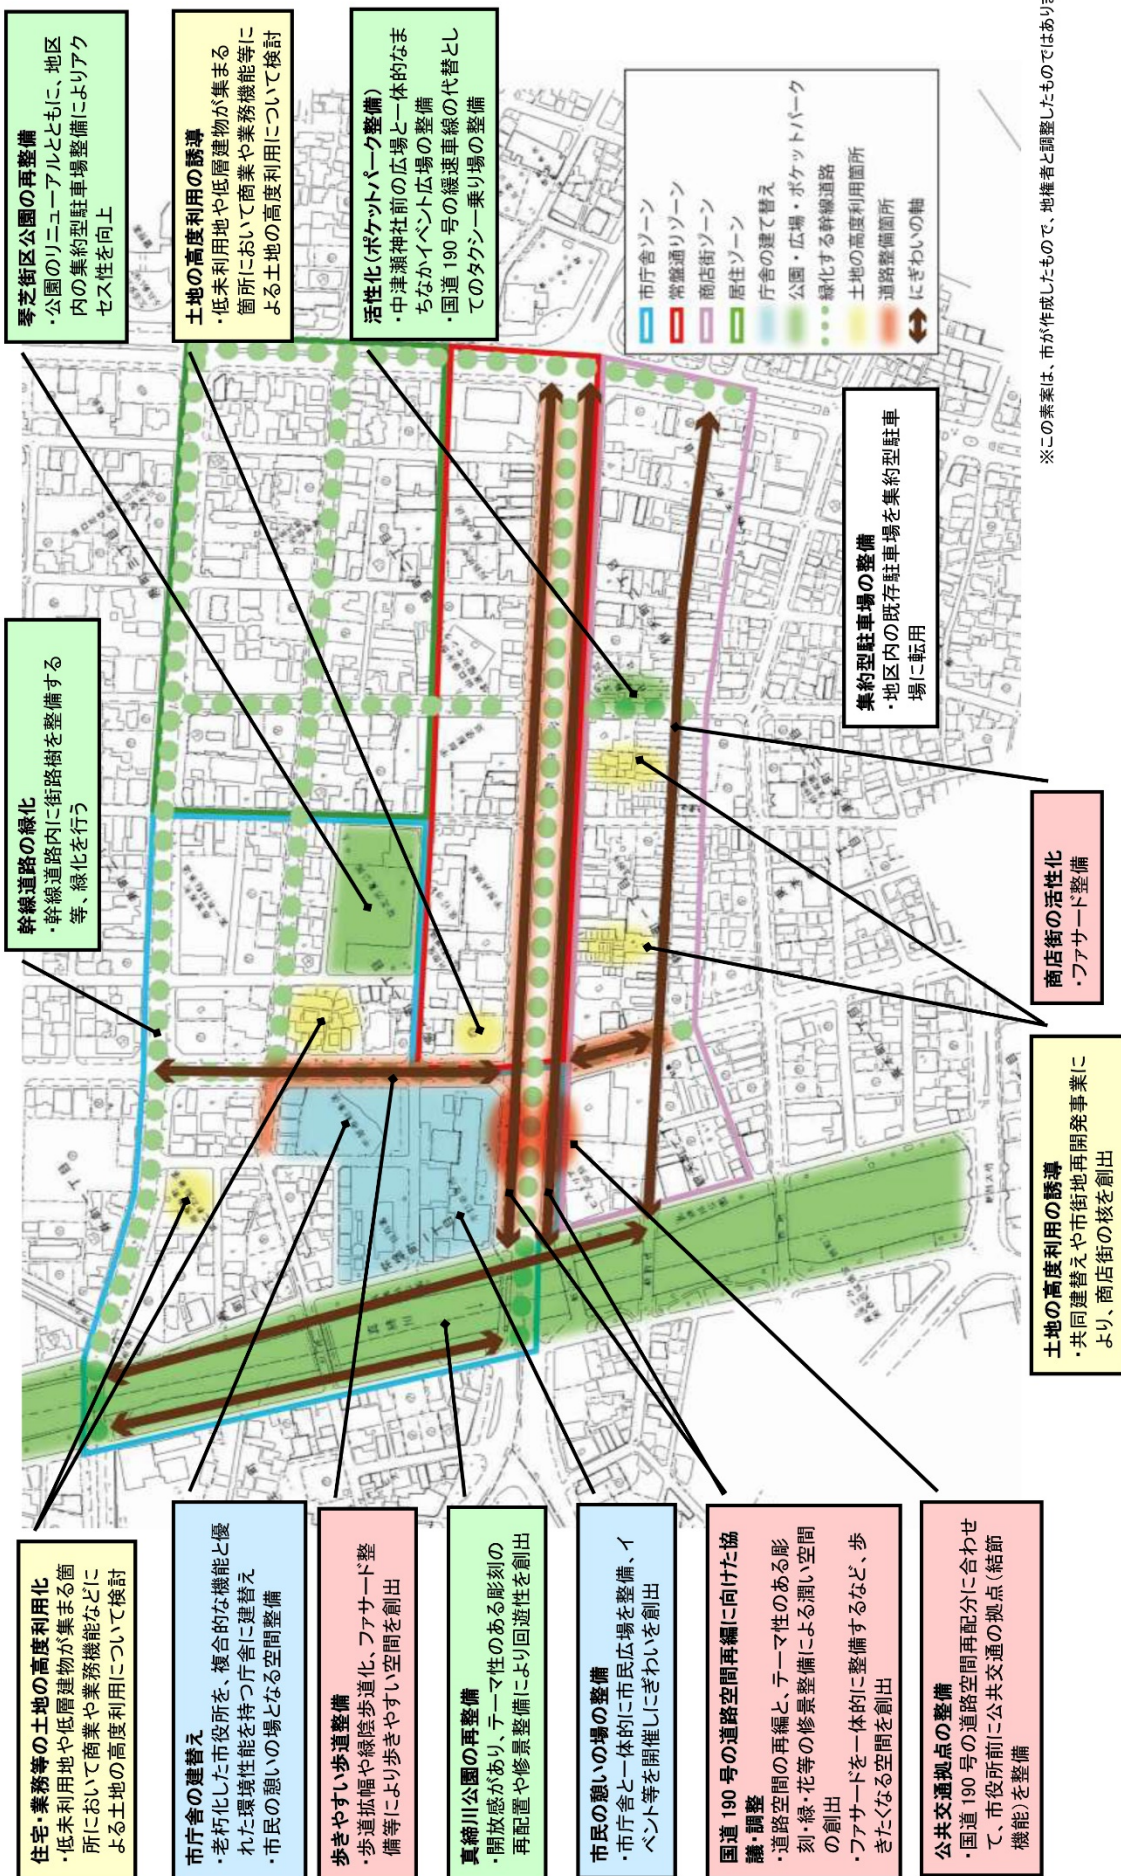 住宅・業務等の土地の高度利用化
・低未利用地や低層建物が集まる箇
所において商業や業務機能などに
よる土地の高度利用について検討
市庁舎の建替え
・老朽化した市役所を、複合的な機能と優
れた環境性能を持つ庁舎に建替え
・市民の憩いの場となる空間整備
歩きやすい歩道整備
・歩道拡幅や緑陰歩道化、ファサード整
備等により歩きやすい空間を創出
真締川公園の再整備
・開放感があり、テーマ性のある彫刻の
再配置や修景整備により回遊性を創出
市民の憩いの場の整備
・市庁舎と一体的に市民広場を整備、イ
ベント等を開催しにぎわいを創出
国道 190 号の道路空間再編に向けた協
議・調整
・道路空間の再編と、テーマ性のある彫
刻・緑・花等の修景整備による潤い空間
の創出
・ファサードを一体的に整備するなど、歩
きたくなる空間を創出
公共交通拠点の整備
・国道 190 号の道路空間再配分に合わせ
て、市役所前に公共交通の拠点（結節
機能）を整備
幹線道路の緑化
・幹線道路内に街路樹を整備する
等、緑化を行う
琴芝街区公園の再整備
・公園のリニューアルとともに、地区
内の集約型駐車場整備によりアク
セス性を向上
土地の高度利用の誘導
・低未利用地や低層建物が集まる
箇所において商業や業務機能等に
よる土地の高度利用について検討
活性化（ポケットパーク整備）
・中津瀬神社前の広場と一体的なま
ちなかイベント広場の整備
・国道 190 号の緩速車線の代替とし
てのタクシー乗り場の整備
市庁舎ゾーン
常盤通りゾーン
商店街ゾーン
居住ゾーン
庁舎の建て替え
公園・広場・ポケットパーク
緑化する幹線道路
土地の高度利用箇所
道路整備箇所
にぎわいの軸
集約型駐車場の整備
・地区内の既存駐車場を集約型駐車
場に転用
商店街の活性化
・ファサード整備
土地の高度利用の誘導
・共同建替えや市街地再開発事業に
より、商店街の核を創出
真締川
※この素案は、市が作成したもので、地権者と調整したものではあり